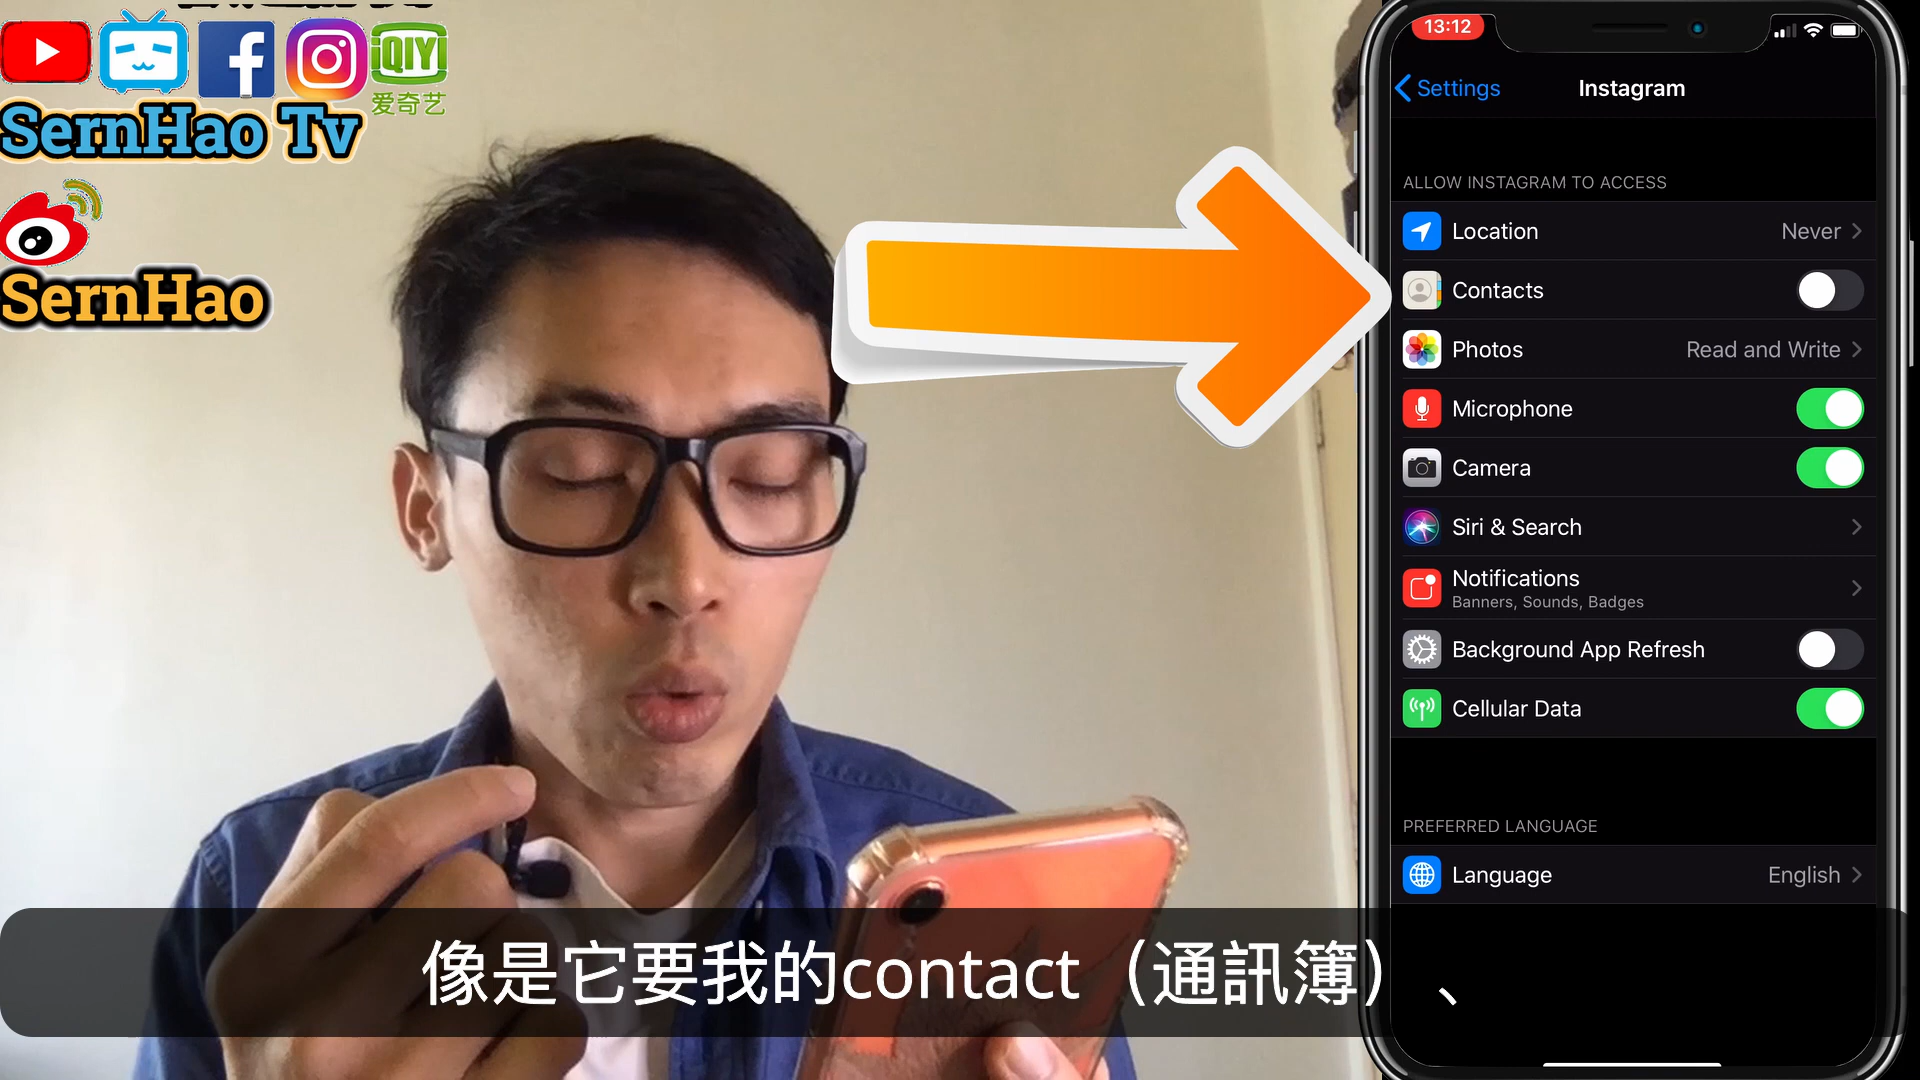 iQIYI
爱奇艺
SernHao Tv
SernHao
13:12
Settings
Instagram
ALLOW INSTAGRAM TO ACCESS
Location
Never
Contacts
Photos
Read and Write
Microphone
Camera
Siri & Search
Notifications
Banners, Sounds, Badges
Background App Refresh
Cellular Data
PREFERRED LANGUAGE
Language
English
像是它要我的contact（通訊簿）、